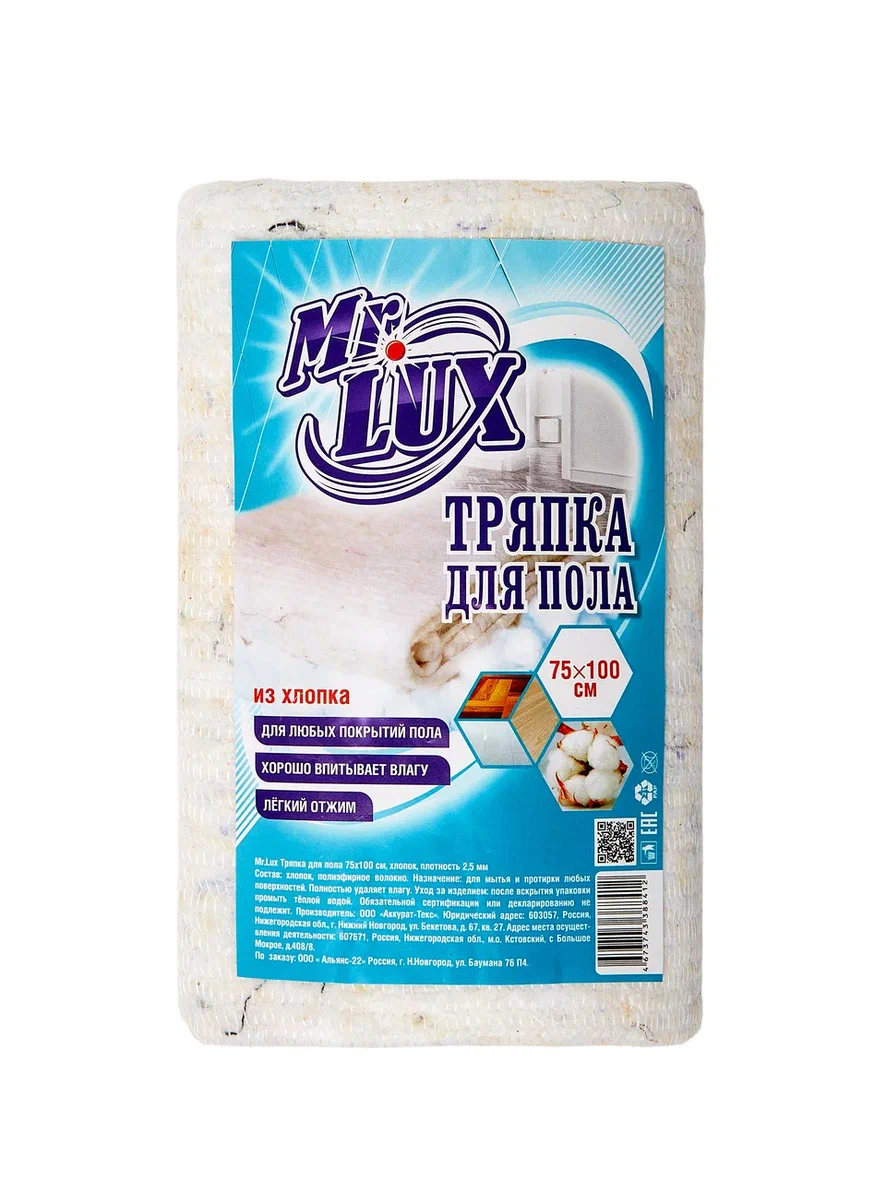 Mr.
LUX
ТРЯПКА
ДЛЯ ПОЛА
75×100
СМ
ИЗ ХЛОПКА
ДЛЯ ЛЮБЫХ ПОКРЫТИЙ ПОЛА
ХОРОШО ВПИТЫВАЕТ ВЛАГУ
ЛЁГКИЙ ОТЖИМ
21
PAP
EAC
Mr.Lux Тряпка для пола 75х100 см, хлопок, плотность 2,5 мм
Состав: хлопок, полиэфирное волокно. Назначение: для мытья и протирки любых
поверхностей. Полностью удаляет влагу. Уход за изделием: после вскрытия упаковки
промыть тёплой водой. Обязательной сертификации или декларированию не
подлежит. Производитель: ООО «Аккурат-Текс». Юридический адрес: 603057, Россия,
Нижегородская обл., г. Нижний Новгород, ул. Бекетова, д. 67, кв. 27. Адрес места осущест-
вления деятельности: 607671, Россия, Нижегородская обл., м.о. Кстовский, с Большое
Мокрое, д.408/8.
По заказу: ООО « Альянс-22» Россия, г. Н.Новгород, ул. Баумана 76 П4.
4673743388412